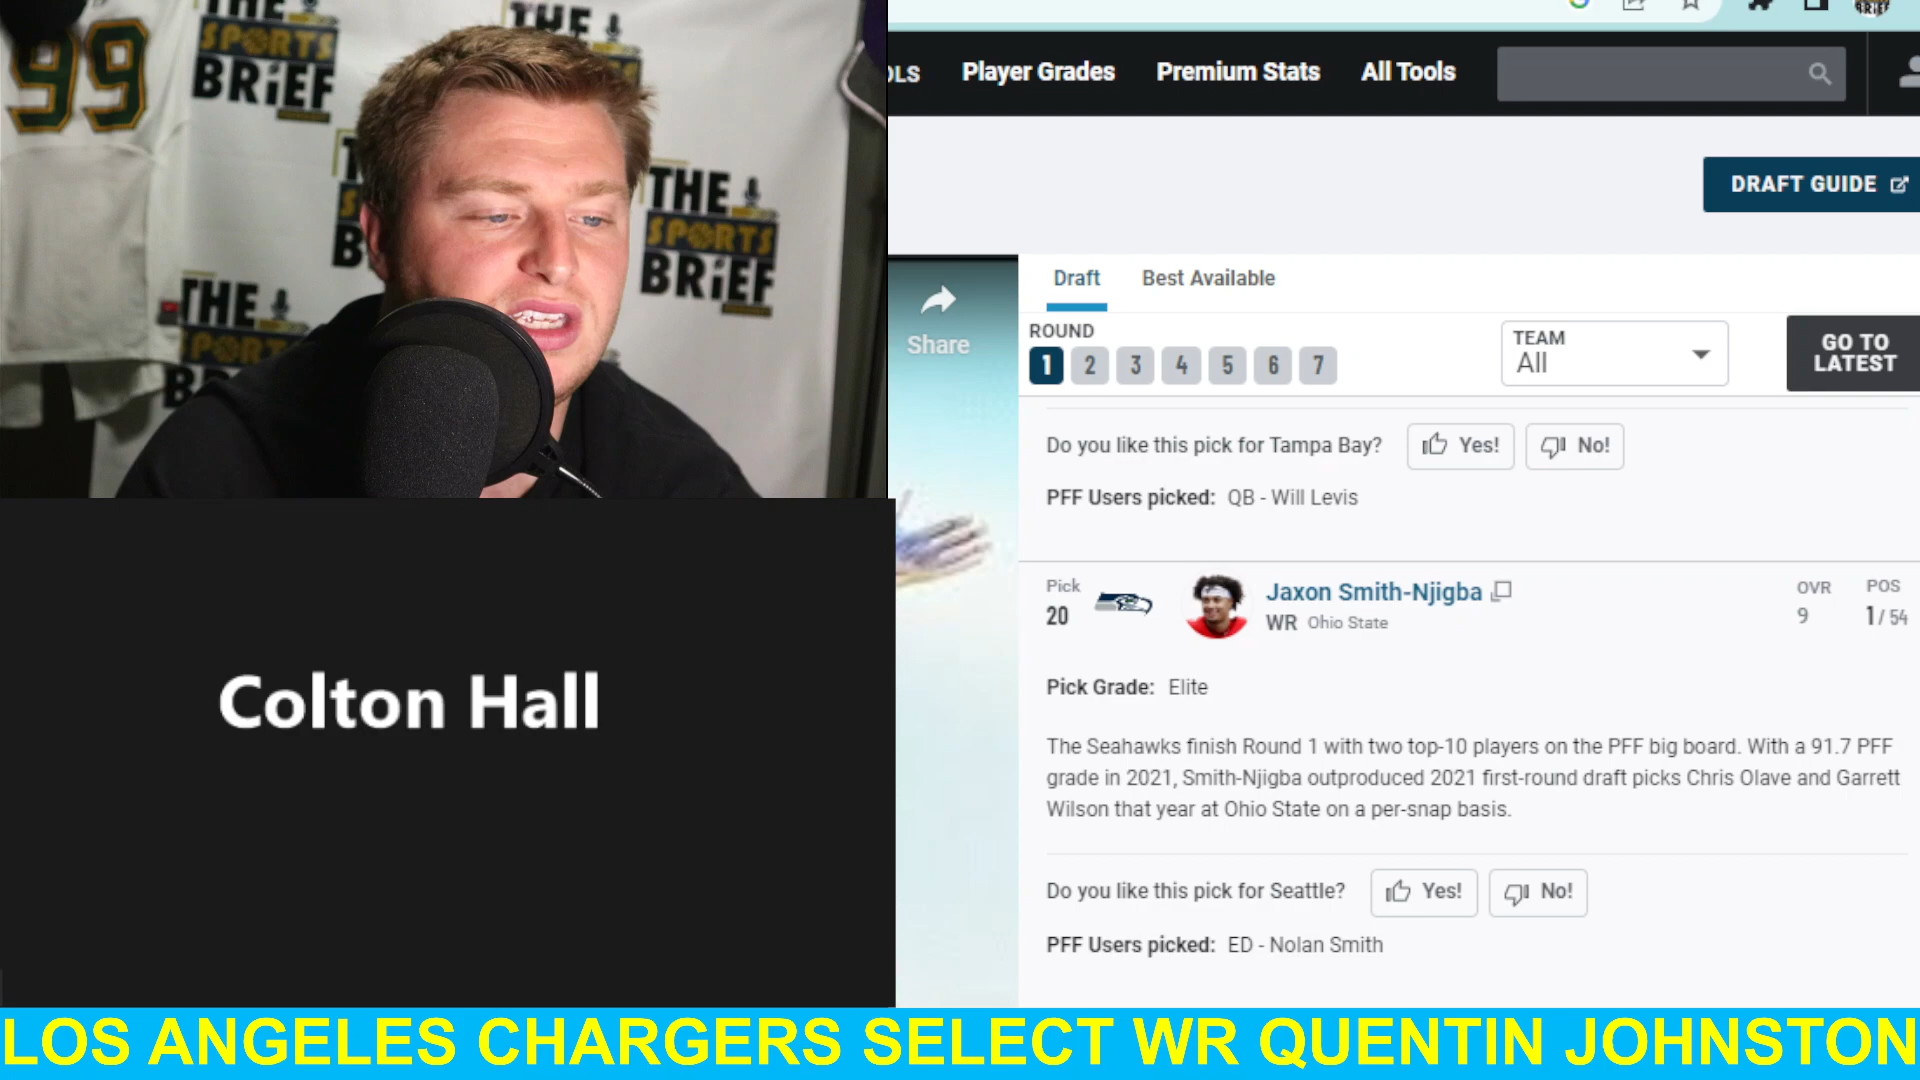 99
THE
SPORTS
BRiEF
THE
THE
SPORTS
BRiEF
THE
SPORT
B
OLS
Player Grades
Premium Stats
All Tools
DRAFT GUIDE
Share
Draft
Best Available
ROUND
1 2 3 4 5 6 7
TEAM
All
GO TO
LATEST
Do you like this pick for Tampa Bay?
Yes!
No!
PFF Users picked: QB - Will Levis
Pick
20
Jaxon Smith-Njigba
WR Ohio State
OVR
9
POS
1 / 54
Pick Grade: Elite
The Seahawks finish Round 1 with two top-10 players on the PFF big board. With a 91.7 PFF
grade in 2021, Smith-Njigba outproduced 2021 first-round draft picks Chris Olave and Garrett
Wilson that year at Ohio State on a per-snap basis.
Do you like this pick for Seattle?
Yes!
No!
PFF Users picked: ED - Nolan Smith
Colton Hall
LOS ANGELES CHARGERS SELECT WR QUENTIN JOHNSTON